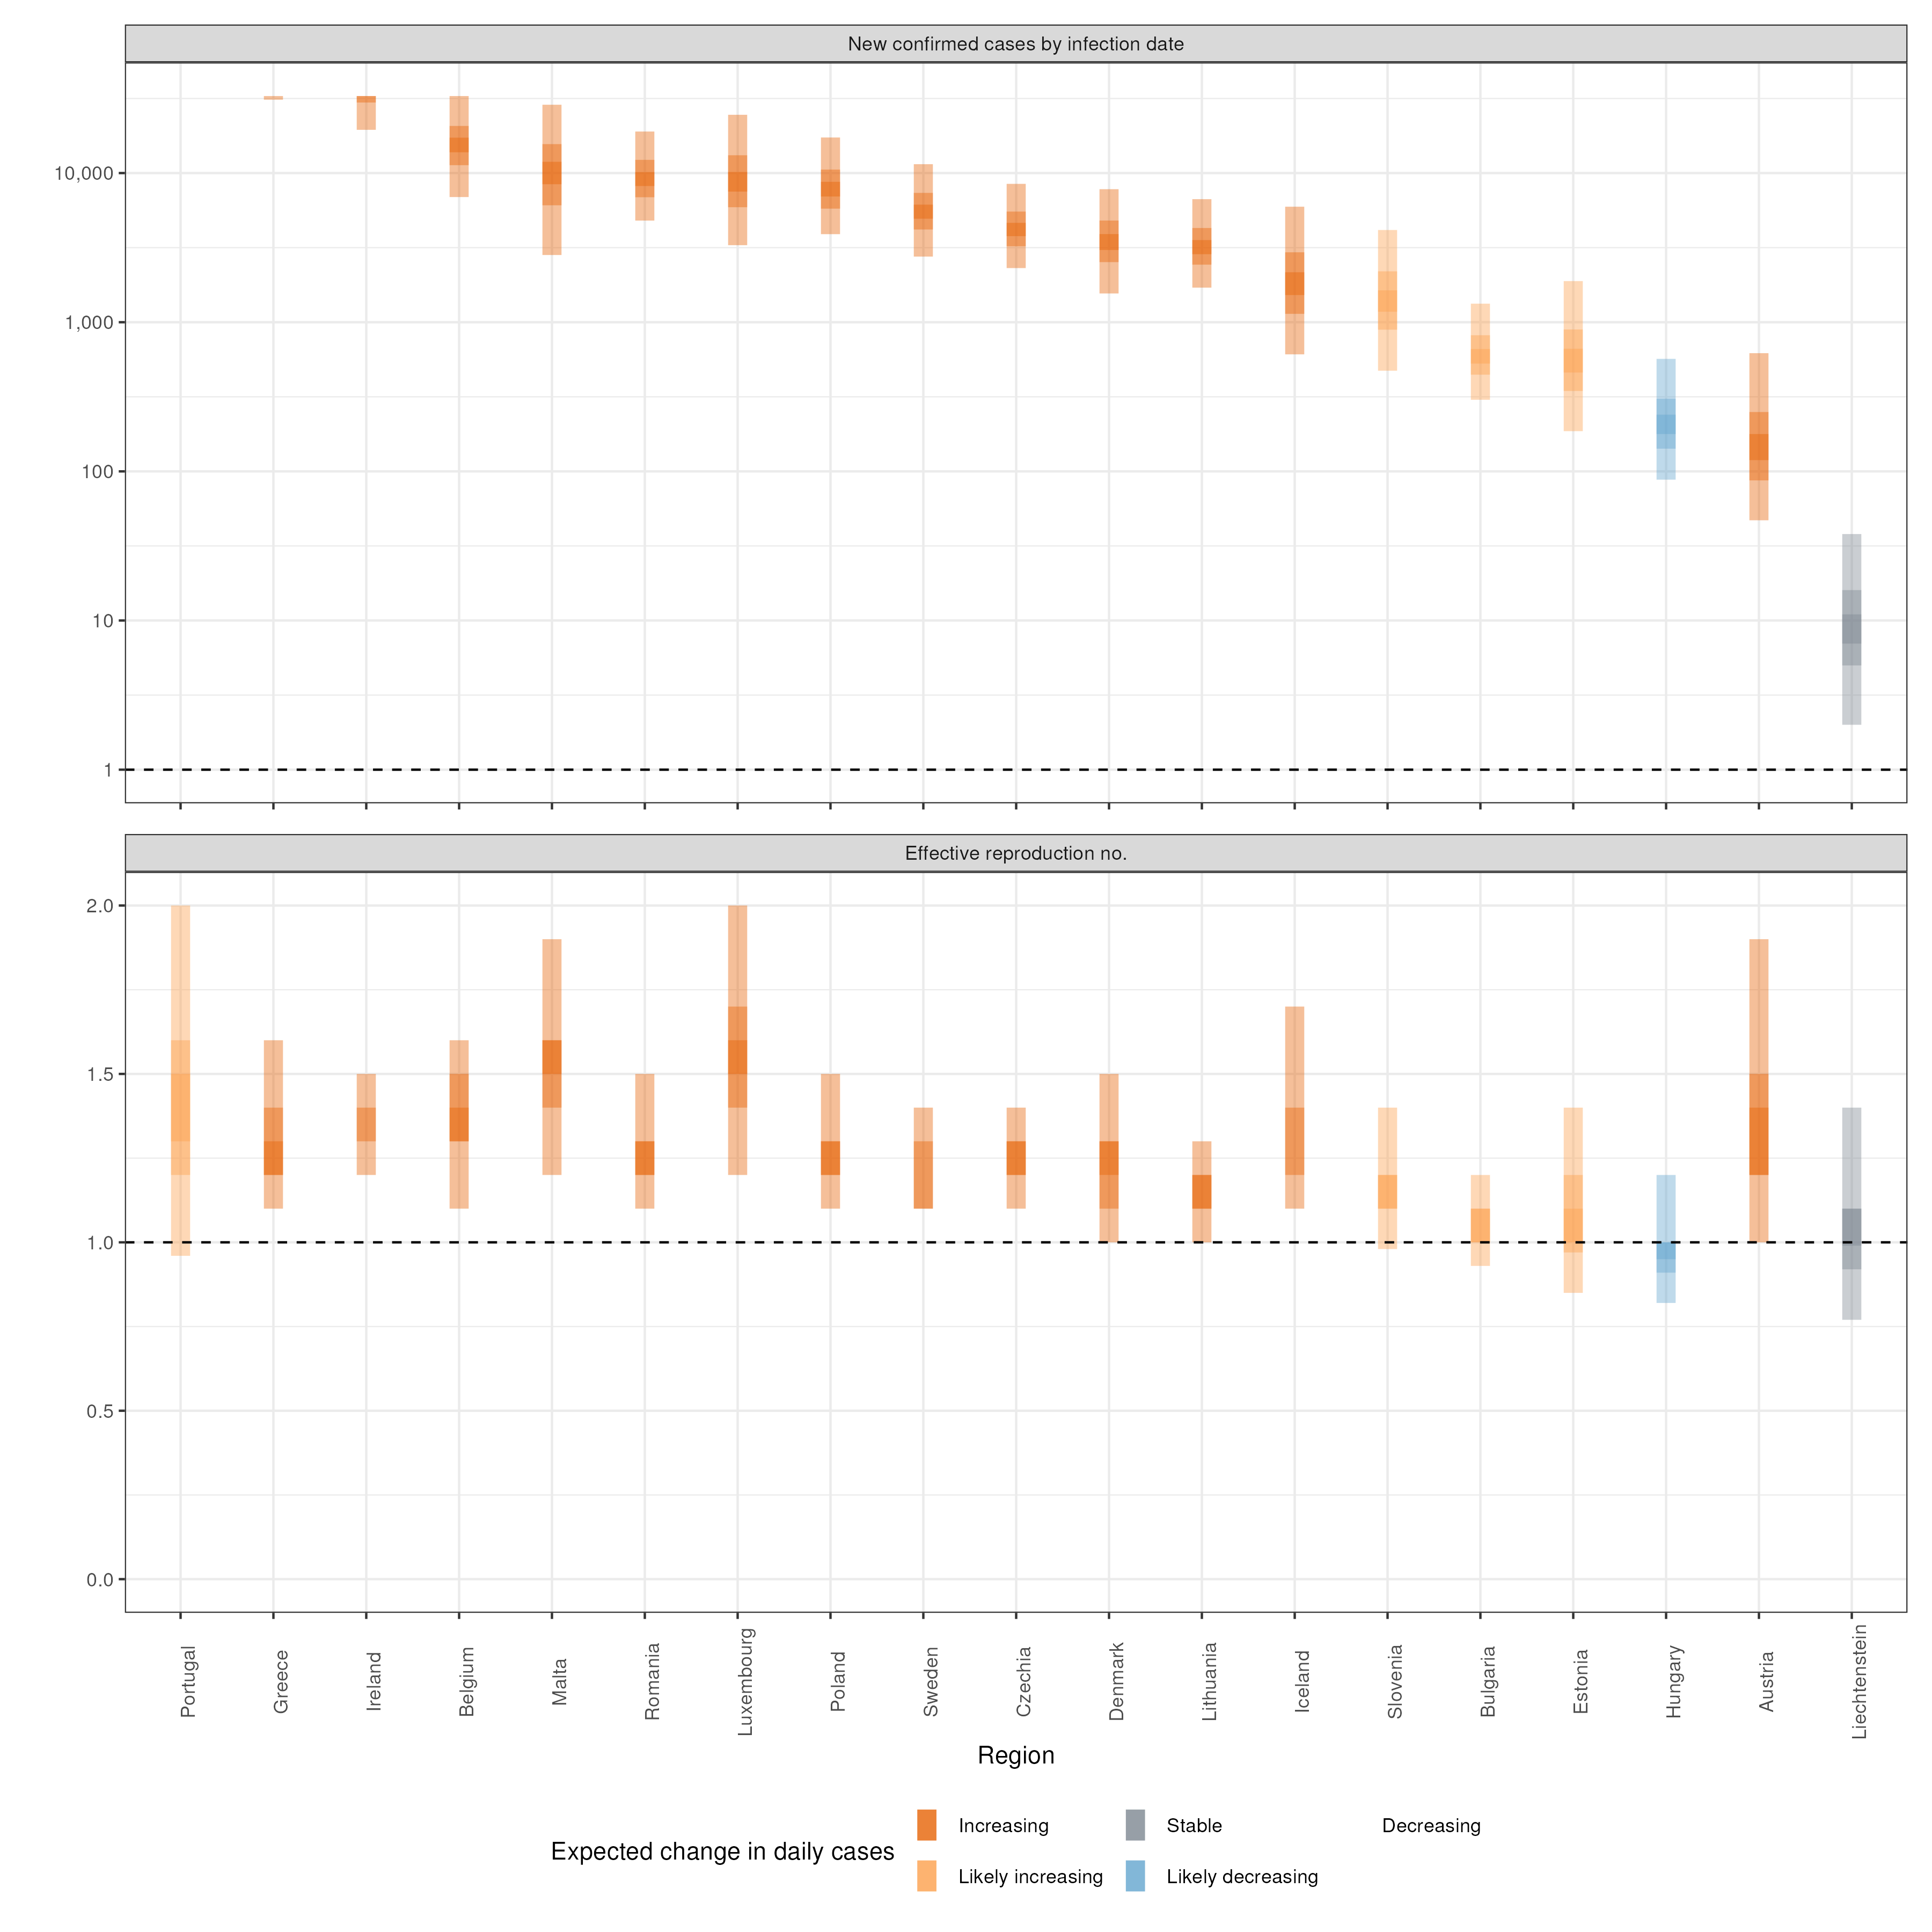 New confirmed cases by infection date
10,000
1,000
100
10
1
Effective reproduction no.
2.0
1.5
1.0
0.5
0.0
Portugal
Greece
Ireland
Belgium
Malta
Romania
Luxembourg
Poland
Sweden
Czechia
Denmark
Lithuania
Iceland
Slovenia
Bulgaria
Estonia
Hungary
Austria
Liechtenstein
Region
Expected change in daily cases
Increasing
Stable
Decreasing
Likely increasing
Likely decreasing